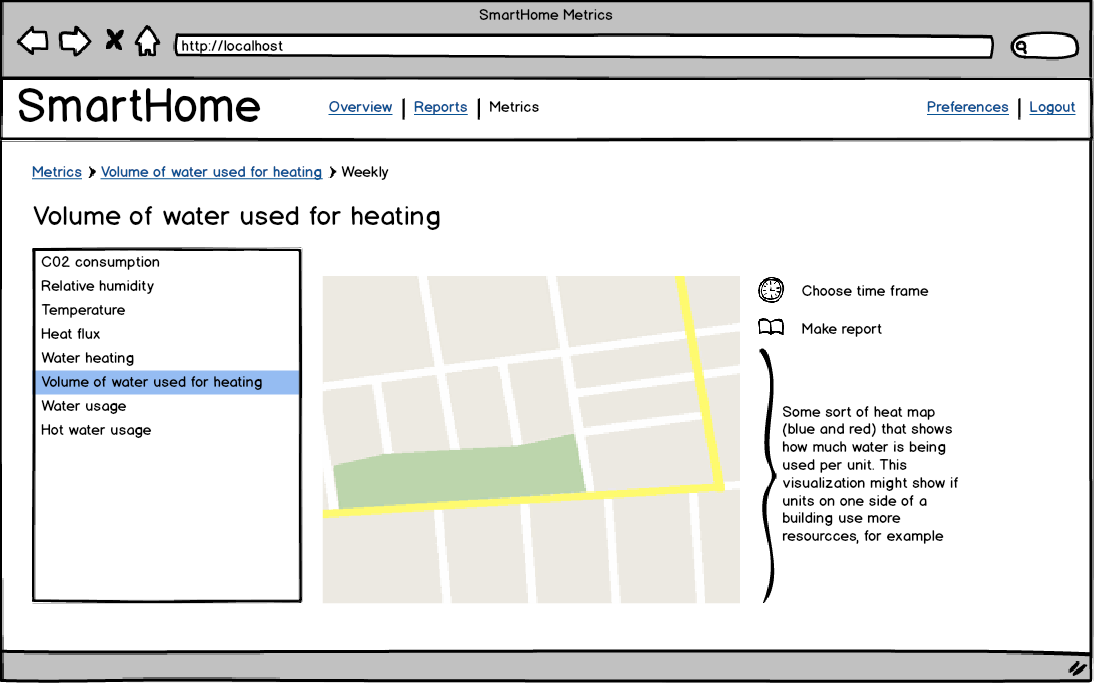 SmartHome Metrics
http://localhost
SmartHome
Overview
Reports
Metrics
Preferences
Logout
Metrics
Volume of water used for heating
Weekly
Volume of water used for heating
C02 consumption
Relative humidity
Temperature
Heat flux
Water heating
Volume of water used for heating
Water usage
Hot water usage
Choose time frame
Make report
Some sort of heat map
(blue and red) that shows
how much water is being
used per unit. This
visualization might show if
units on one side of a
building use more
resourcces, for example